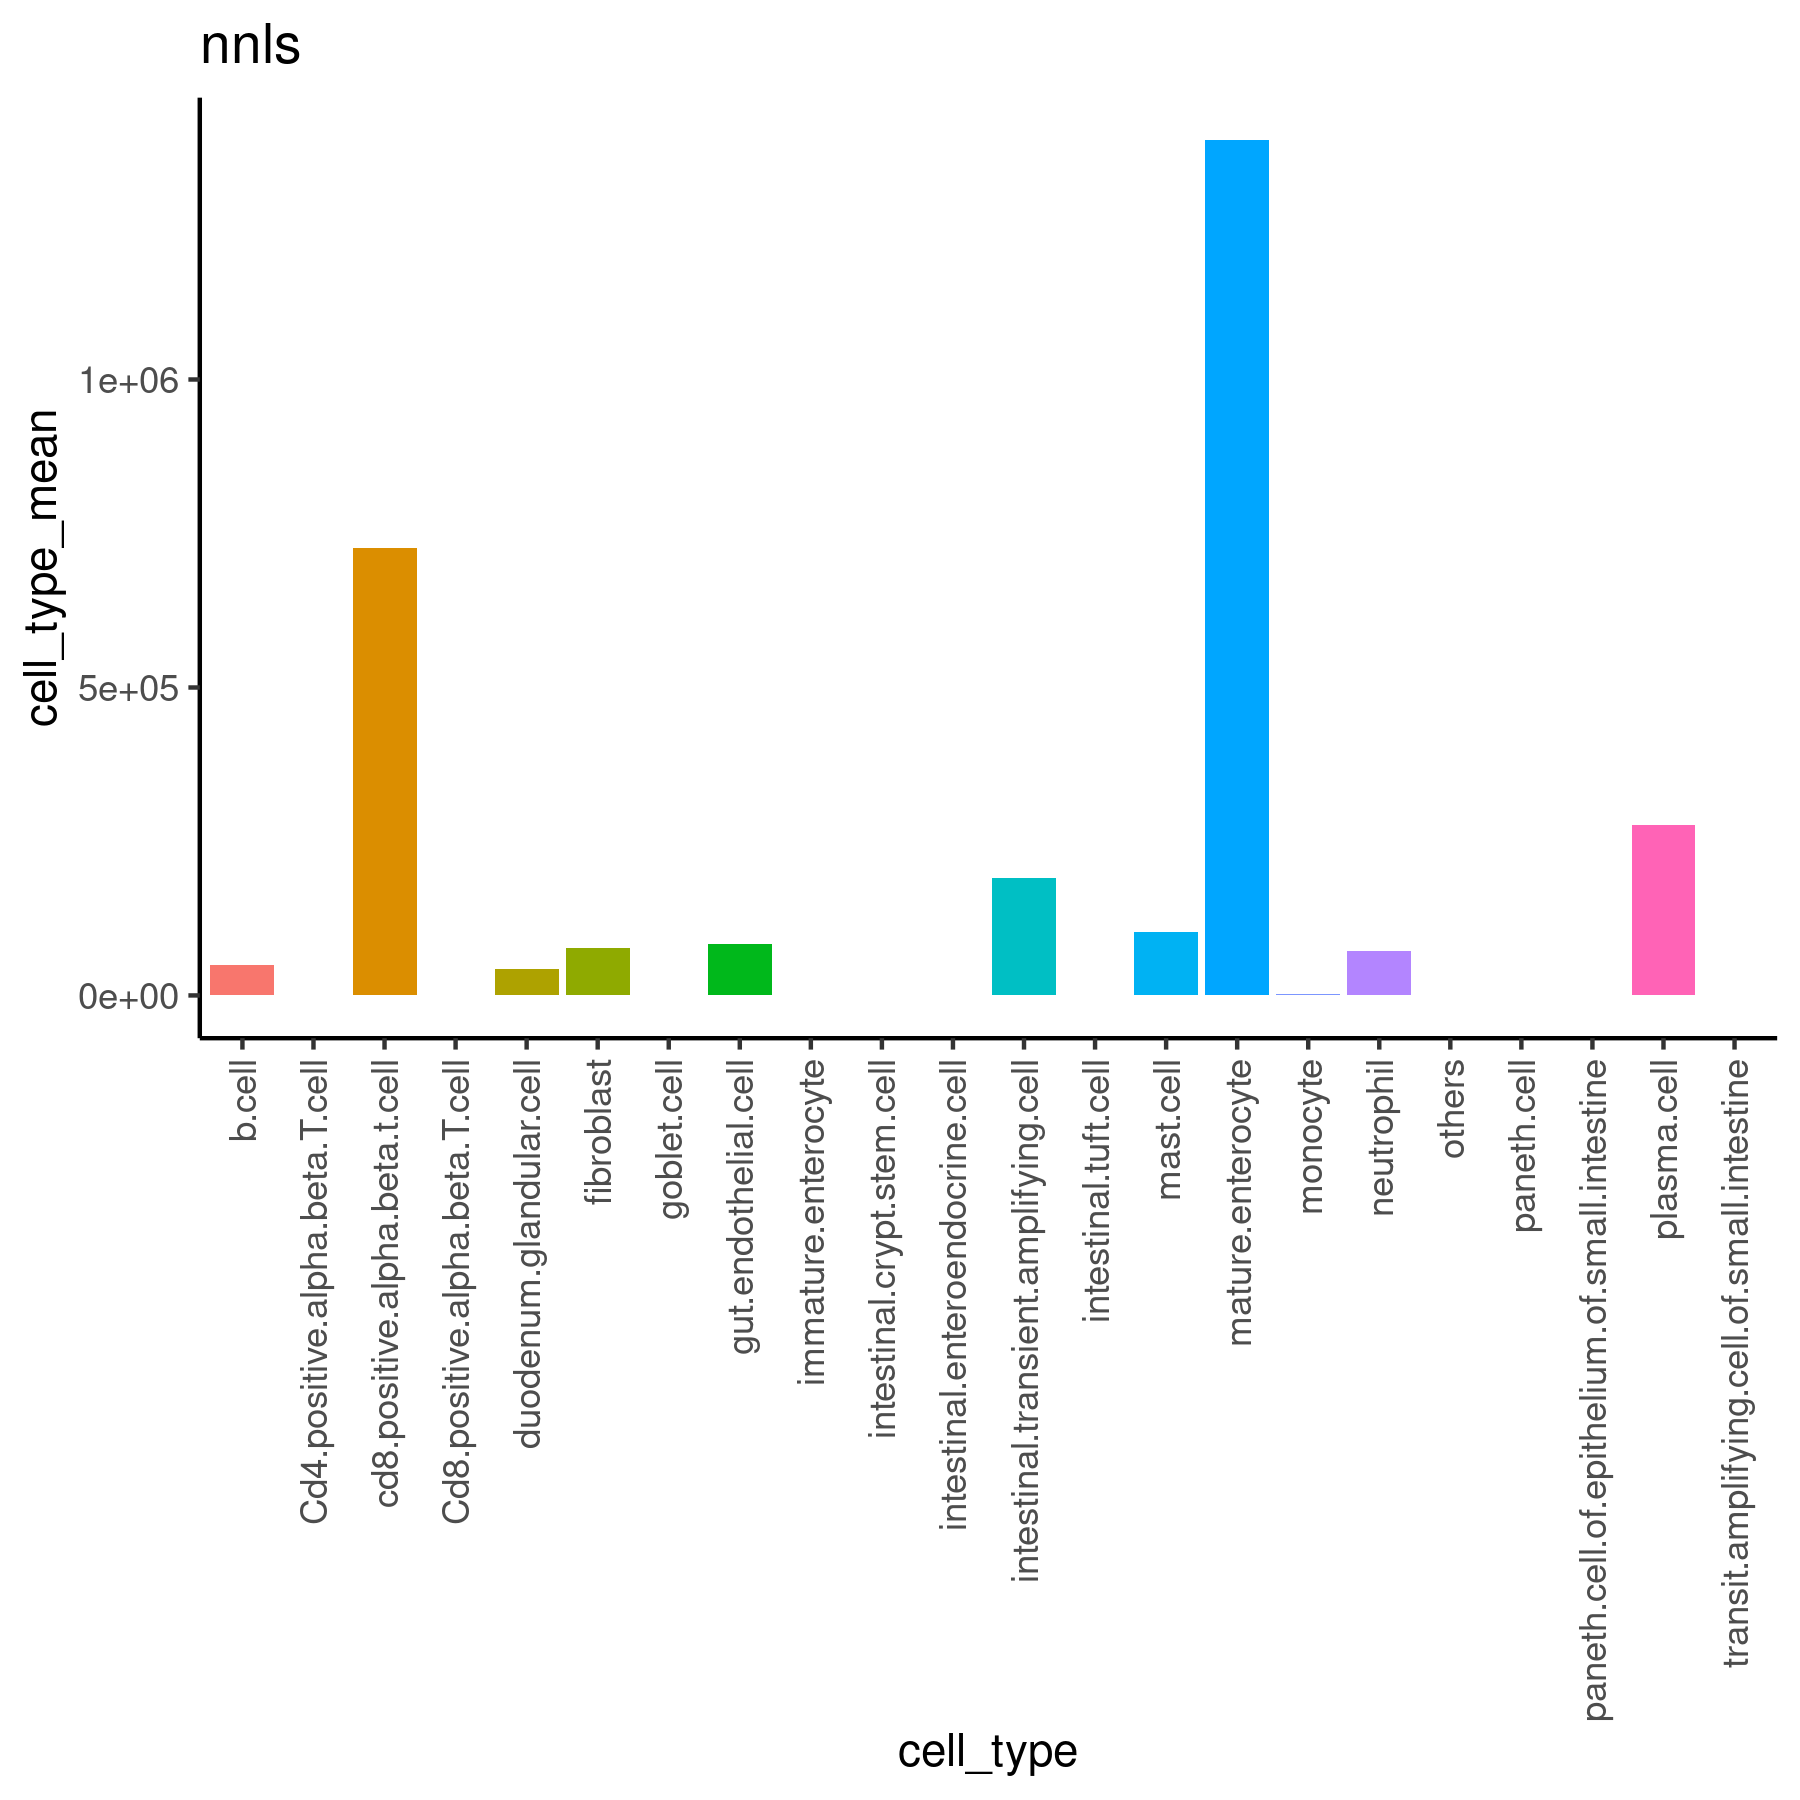 nnls
cell_type_mean
1e+06
5e+05
0e+00
b.cell
Cd4.positive.alpha.beta.T.cell
cd8.positive.alpha.beta.t.cell
Cd8.positive.alpha.beta.T.cell
duodenum.glandular.cell
fibroblast
goblet.cell
gut.endothelial.cell
immature.enterocyte
intestinal.crypt.stem.cell
intestinal.enteroendocrine.cell
intestinal.transient.amplifying.cell
intestinal.tuft.cell
mast.cell
mature.enterocyte
monocyte
neutrophil
others
paneth.cell
paneth.cell.of.epithelium.of.small.intestine
plasma.cell
transit.amplifying.cell.of.small.intestine
cell_type